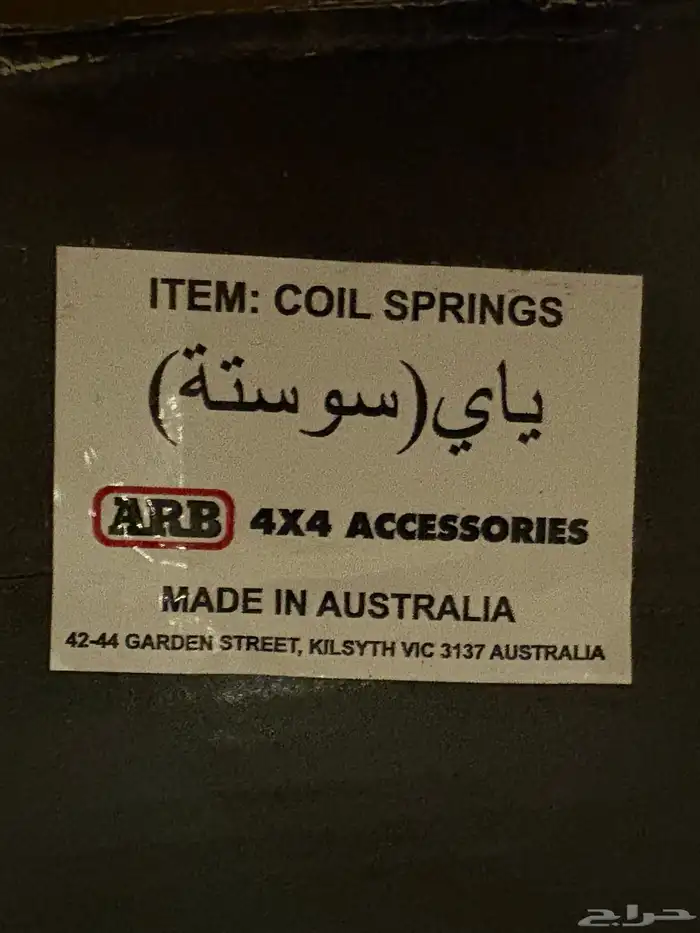 ITEM: COIL SPRINGS
ياي(سوستة)
ARB 4X4 ACCESSORIES
MADE IN AUSTRALIA
42-44 GARDEN STREET, KILSYTH VIC 3137 AUSTRALIA
حراج